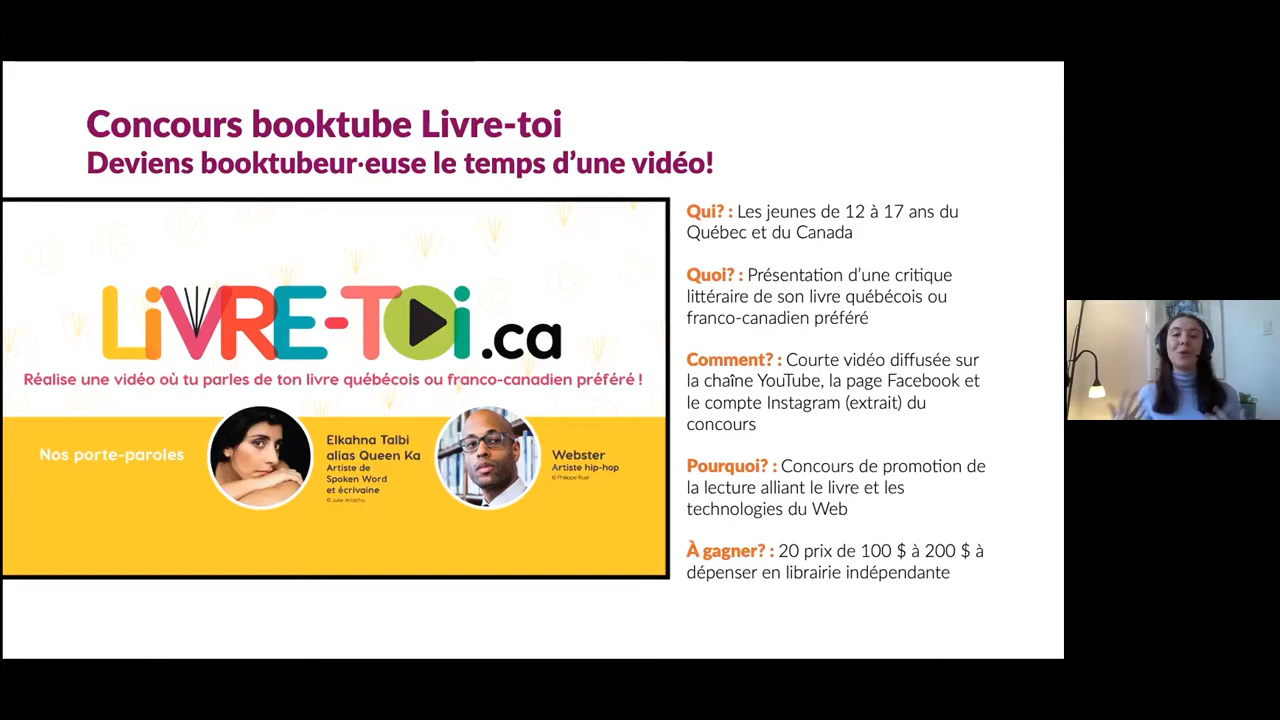 Concours booktube Livre-toi
Deviens booktubeur·euse le temps d’une vidéo!
LiVRE-TOi.ca
Réalise une vidéo où tu parles de ton livre québécois ou franco-canadien préféré !
Nos porte-paroles
Elkahna Talbi
alias Queen Ka
Artiste de
Spoken Word
et écrivaine
© Julie Artacho
Webster
Artiste hip-hop
© Philippe Ruel
Qui? : Les jeunes de 12 à 17 ans du
Québec et du Canada
Quoi? : Présentation d’une critique
littéraire de son livre québécois ou
franco-canadien préféré
Comment? : Courte vidéo diffusée sur
la chaîne YouTube, la page Facebook et
le compte Instagram (extrait) du
concours
Pourquoi? : Concours de promotion de
la lecture alliant le livre et les
technologies du Web
À gagner? : 20 prix de 100 $ à 200 $ à
dépenser en librairie indépendante